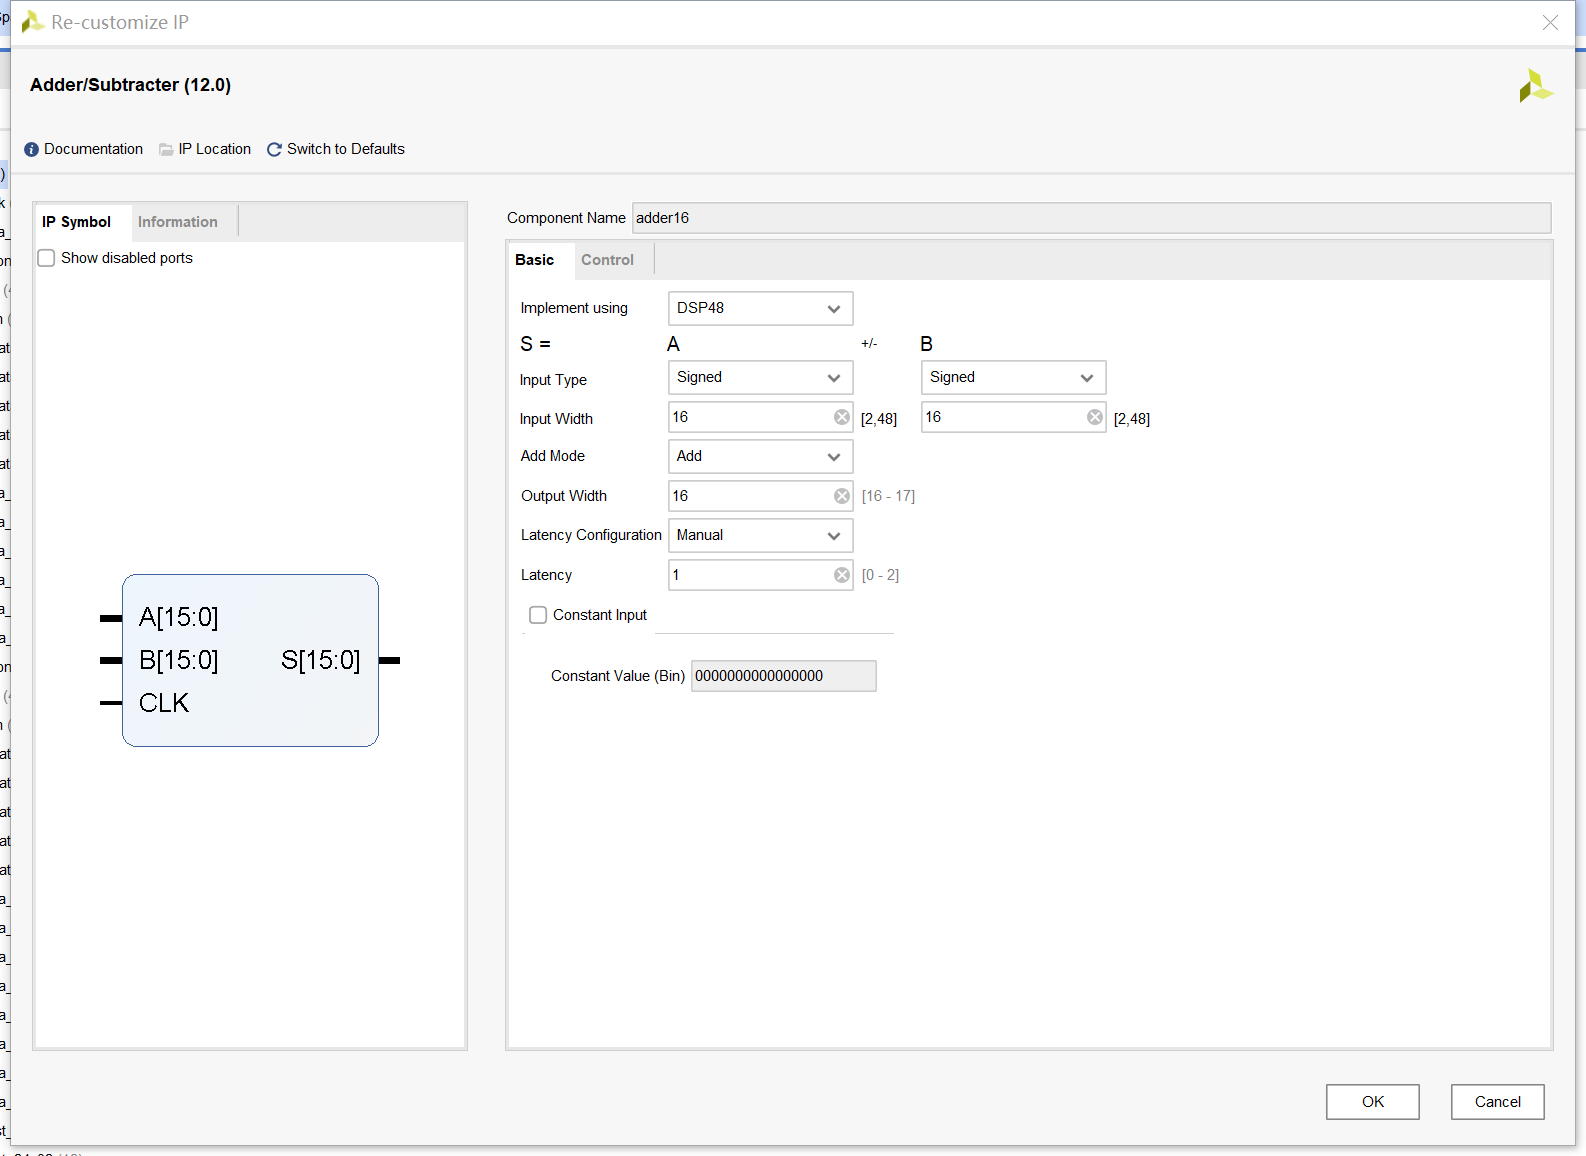 Re-customize IP
Adder/Subtracter (12.0)
Documentation IP Location Switch to Defaults
IP Symbol Information
Show disabled ports
A[15:0]
B[15:0] S[15:0]
CLK
Component Name adder16
Basic Control
Implement using DSP48
S = A +/- B
Input Type Signed Signed
Input Width 16 [2,48] 16 [2,48]
Add Mode Add
Output Width 16 [16 - 17]
Latency Configuration Manual
Latency 1 [0 - 2]
Constant Input
Constant Value (Bin) 0000000000000000
OK Cancel